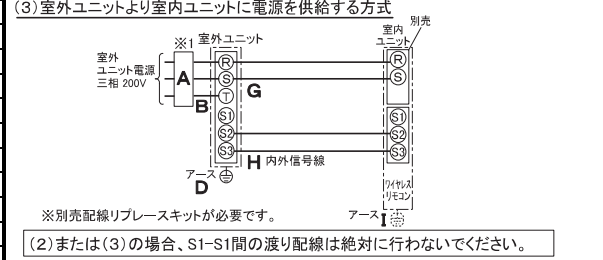 (3)室外ユニットより室内ユニットに電源を供給する方式
別売
室内
ユニット
※1 室外ユニット
室外
ユニット電源
三相 200V
A
B
R
S
T
S1
S2
S3
G
H 内外信号線
アース
D
R
S
S1
S2
S3
ワイヤレス
リモコン
アース I
※別売配線リプレースキットが必要です。
(2)または(3)の場合、S1-S1間の渡り配線は絶対に行わないでください。